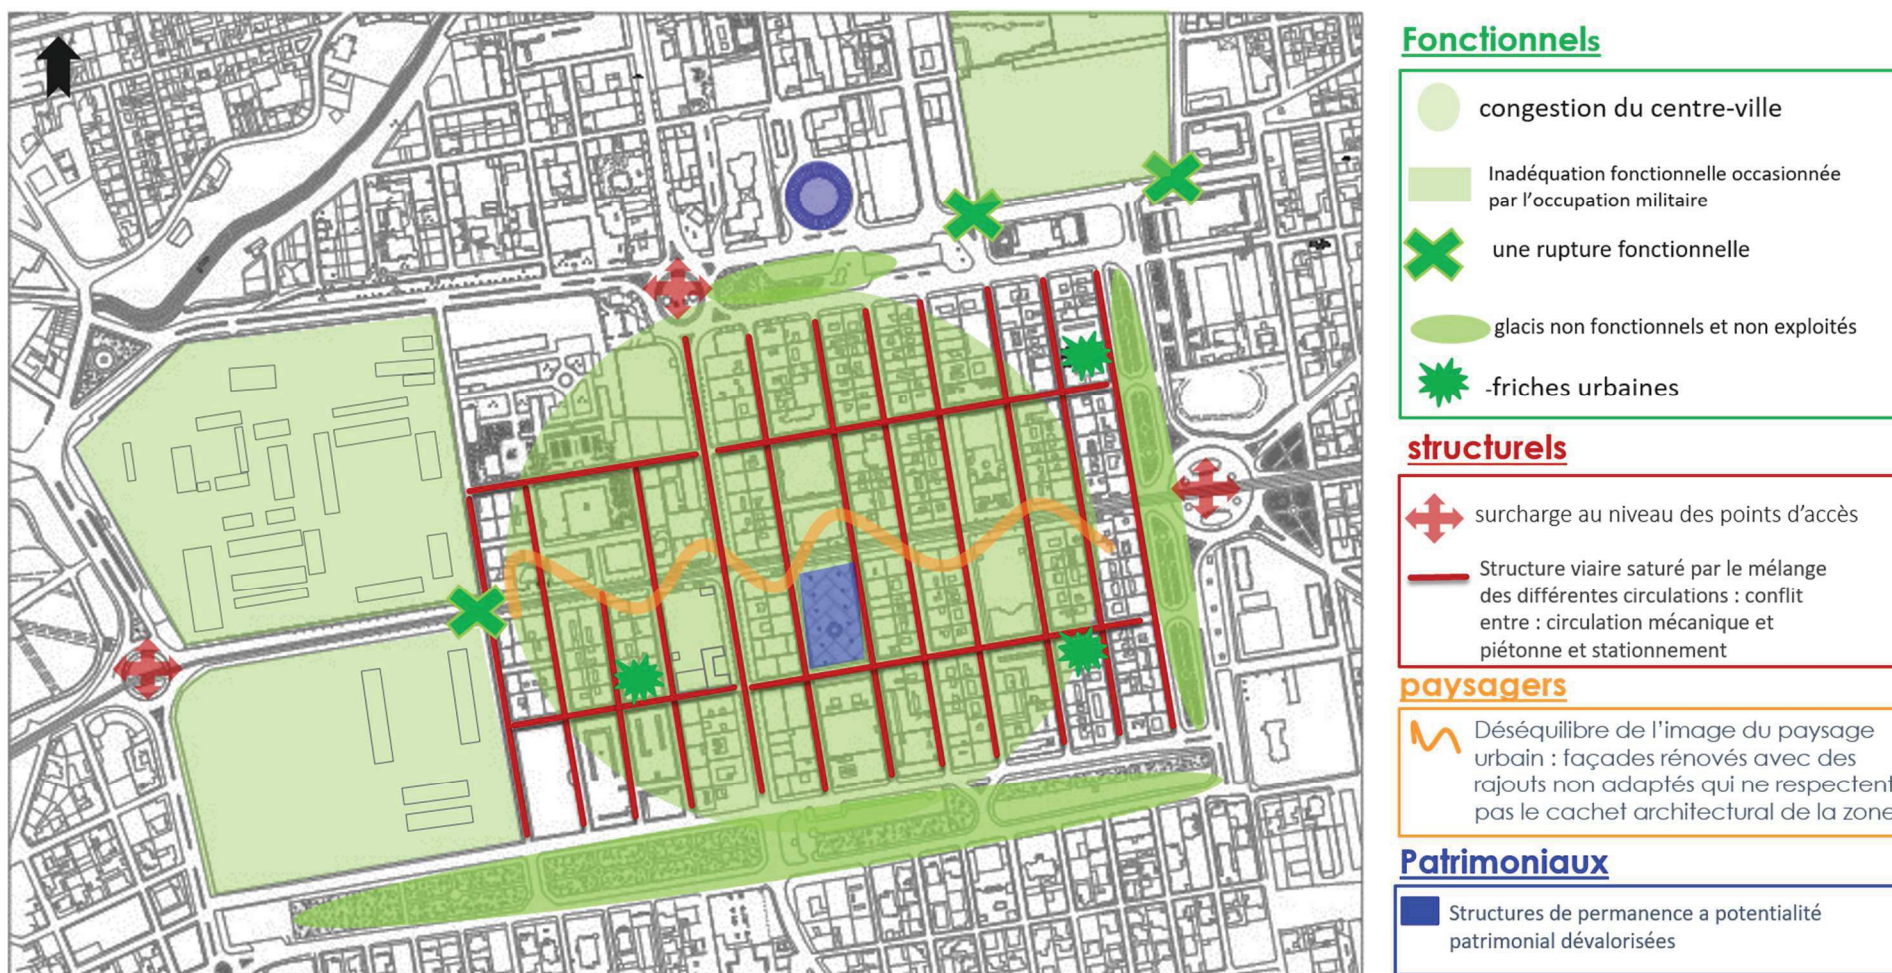 Fonctionnels
congestion du centre-ville
Inadéquation fonctionnelle occasionnée
par l’occupation militaire
une rupture fonctionnelle
glacis non fonctionnels et non exploités
-friches urbaines
structurels
surcharge au niveau des points d’accès
Structure viaire saturé par le mélange
des différentes circulations : conflit
entre : circulation mécanique et
piétonne et stationnement
paysagers
Déséquilibre de l’image du paysage
urbain : façades rénovés avec des
rajouts non adaptés qui ne respectent
pas le cachet architectural de la zone
Patrimoniaux
Structures de permanence a potentialité
patrimonial dévalorisées